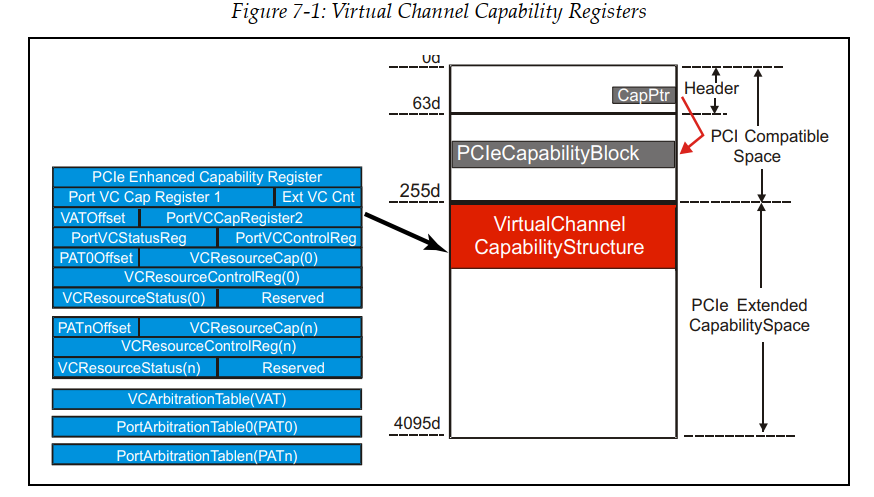 Figure 7-1: Virtual Channel Capability Registers
0d
CapPtr
Header
63d
PCI Compatible
Space
PCIeCapabilityBlock
255d
PCIe Enhanced Capability Register
Port VC Cap Register 1
Ext VC Cnt
VATOffset
PortVCCapRegister2
PortVCStatusReg
PortVCControlReg
PAT0Offset
VCResourceCap(0)
VCResourceControlReg(0)
VCResourceStatus(0)
Reserved
PATnOffset
VCResourceCap(n)
VCResourceControlReg(n)
VCResourceStatus(n)
Reserved
VCArbitrationTable(VAT)
PortArbitrationTable0(PAT0)
PortArbitrationTablen(PATn)
VirtualChannel
CapabilityStructure
PCIe Extended
CapabilitySpace
4095d